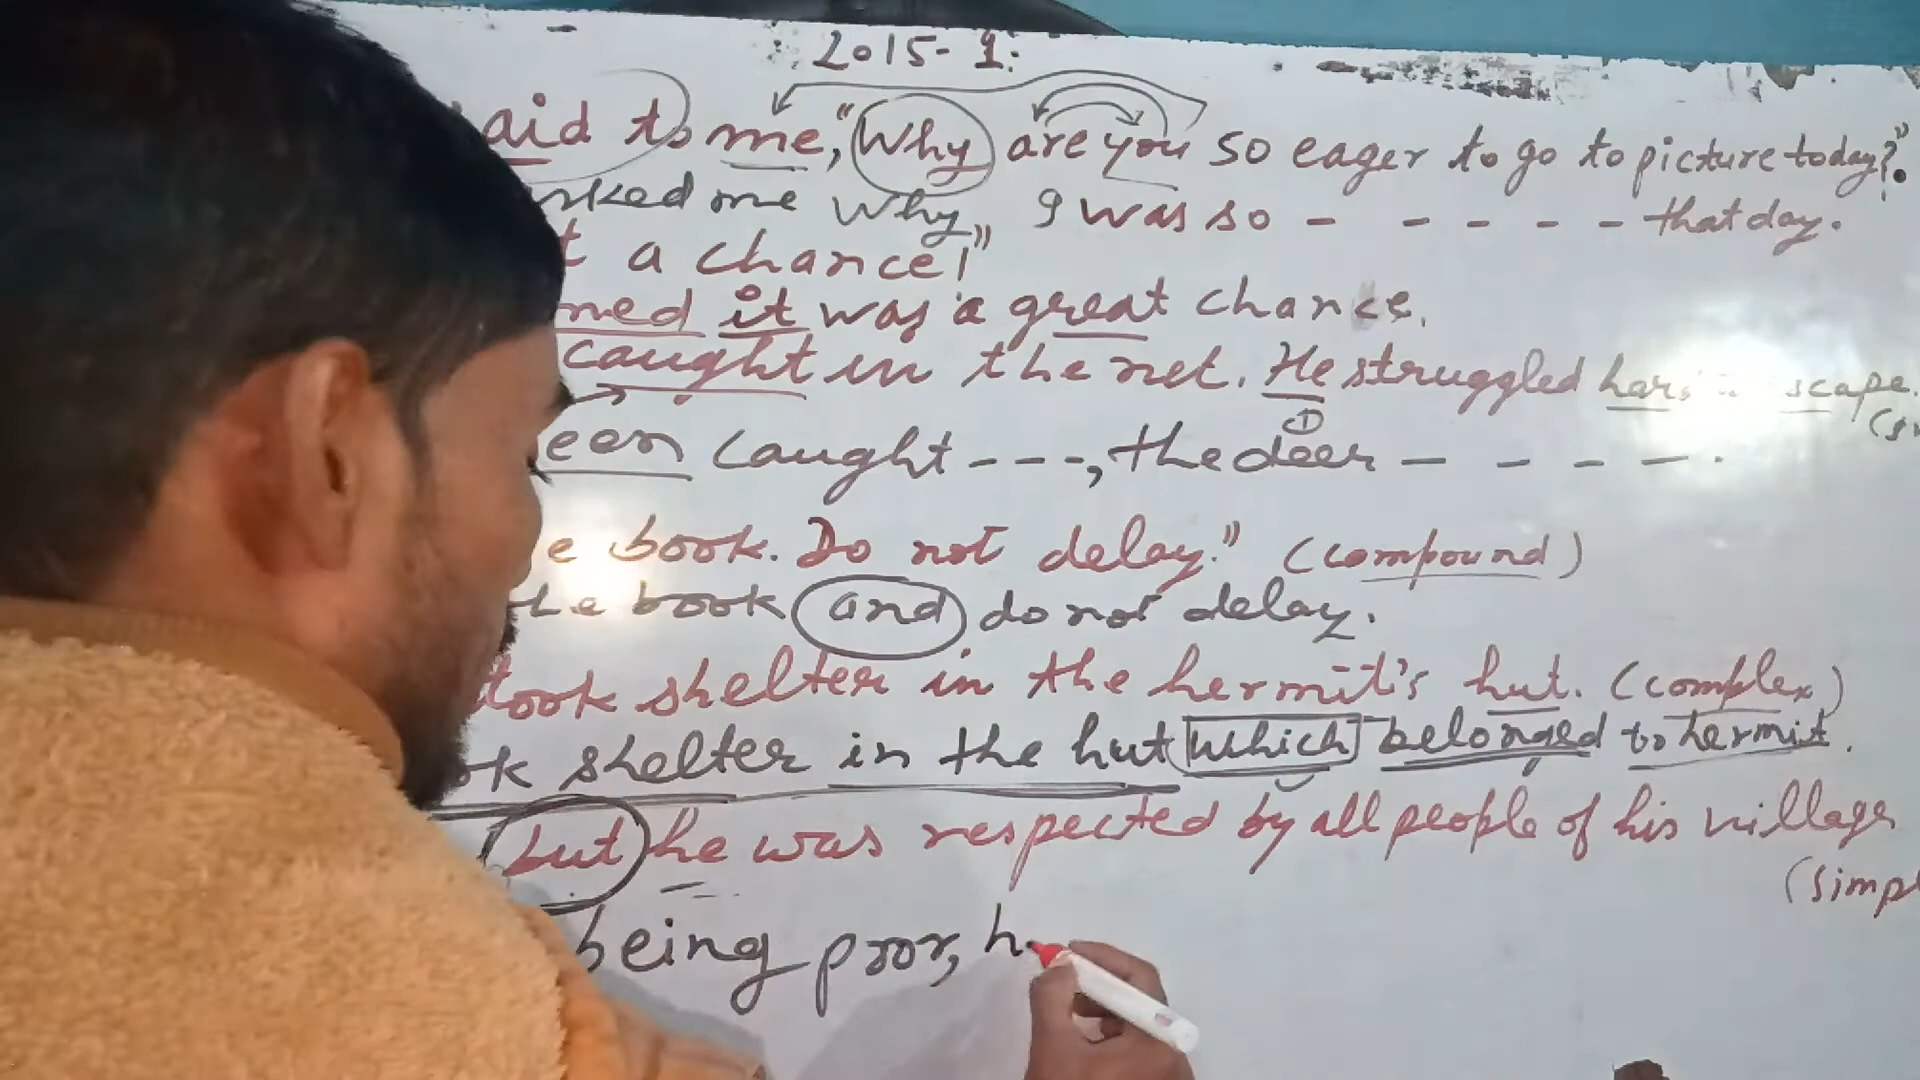 2015-1:
aid to me, "Why are you so eager to go to picture today?".
sked me why I was so - - - - - that day.
t a chance!"
med it was a great chance.
caught in the net. He struggled scape.
een caught ---, the deer - - - - .
e book. Do not delay." (compound)
the book and do not delay.
took shelter in the hermit's hut. (complex)
ok shelter in the hut which belonged to hermit.
but he was respected by all people of his village
(simpl
being poor, h